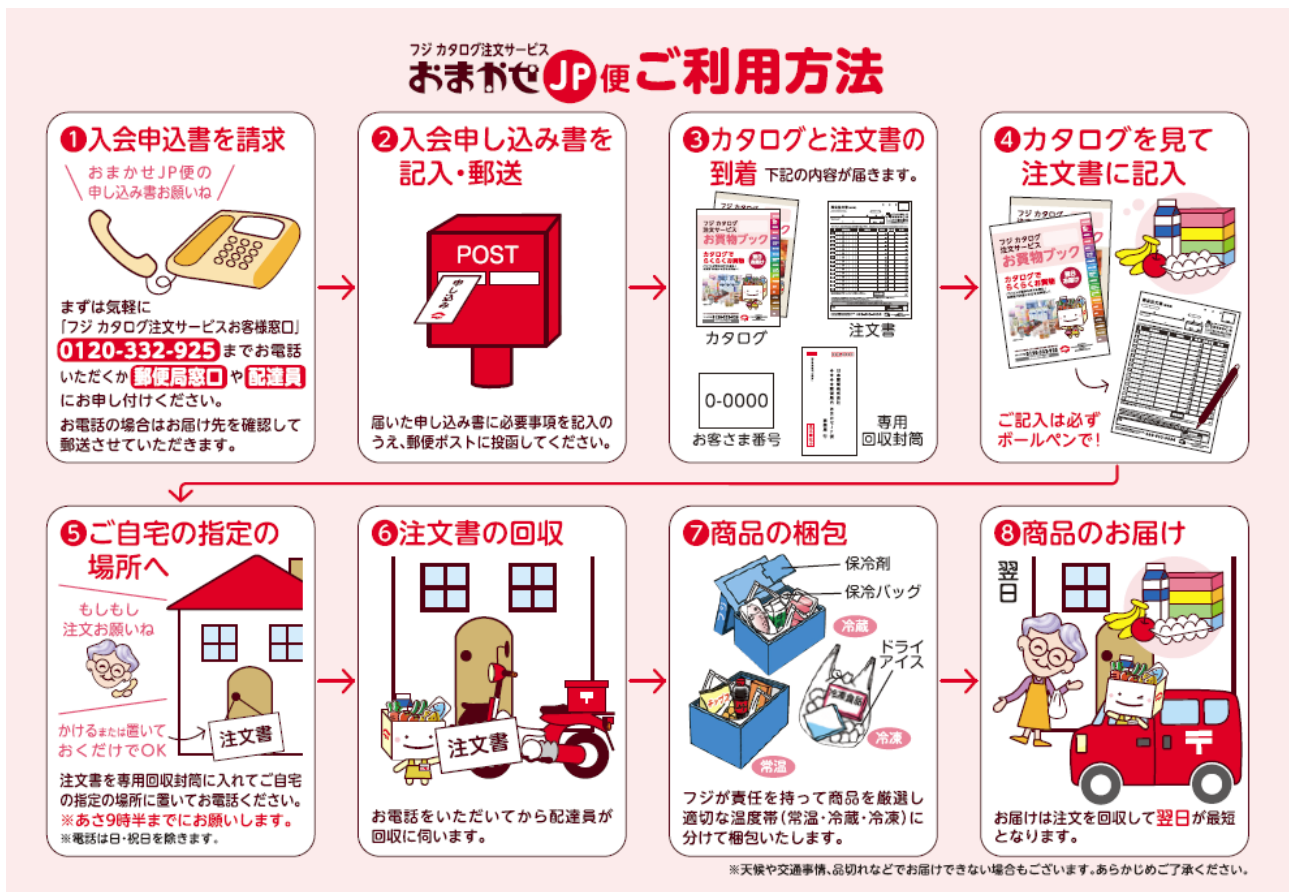 フジ カタログ注文サービス
おまかせJP便ご利用方法
❶入会申込書を請求
おまかせJP便の
申し込み書お願いね
まずは気軽に
「フジ カタログ注文サービスお客様窓口」
0120-332-925までお電話
いただくか郵便局窓口や配達員
にお申し付けください。
お電話の場合はお届け先を確認して
郵送させていただきます。
❷入会申し込み書を
記入・郵送
POST
申し込み
届いた申し込み書に必要事項を記入の
うえ、郵便ポストに投函してください。
❸カタログと注文書の
到着 下記の内容が届きます。
フジ カタログ
フジ カタログ
注文サービス
お買物ブック
カタログで
らくらくお買物
カタログ
注文書
0-0000
お客さま番号
専用
回収封筒
❹カタログを見て
注文書に記入
フジ カタログ
フジ カタログ
注文サービス
お買物ブック
カタログで
らくらくお買物
ご記入は必ず
ボールペンで!
❺ご自宅の指定の
場所へ
もしもし
注文お願いね
かけるまたは置いて
おくだけでOK
注文書
注文書を専用回収封筒に入れてご自宅
の指定の場所に置いてお電話ください。
※あさ9時半までにお願いします。
※電話は日・祝日を除きます。
❻注文書の回収
注文書
お電話をいただいてから配達員が
回収に伺います。
❼商品の梱包
保冷剤
保冷バッグ
冷蔵
ドライ
アイス
チップス
冷凍食品
冷凍
常温
フジが責任を持って商品を厳選し
適切な温度帯(常温・冷蔵・冷凍)に
分けて梱包いたします。
❽商品のお届け
翌日
お届けは注文を回収して翌日が最短
となります。
※天候や交通事情、品切れなどでお届けできない場合もございます。あらかじめご了承ください。